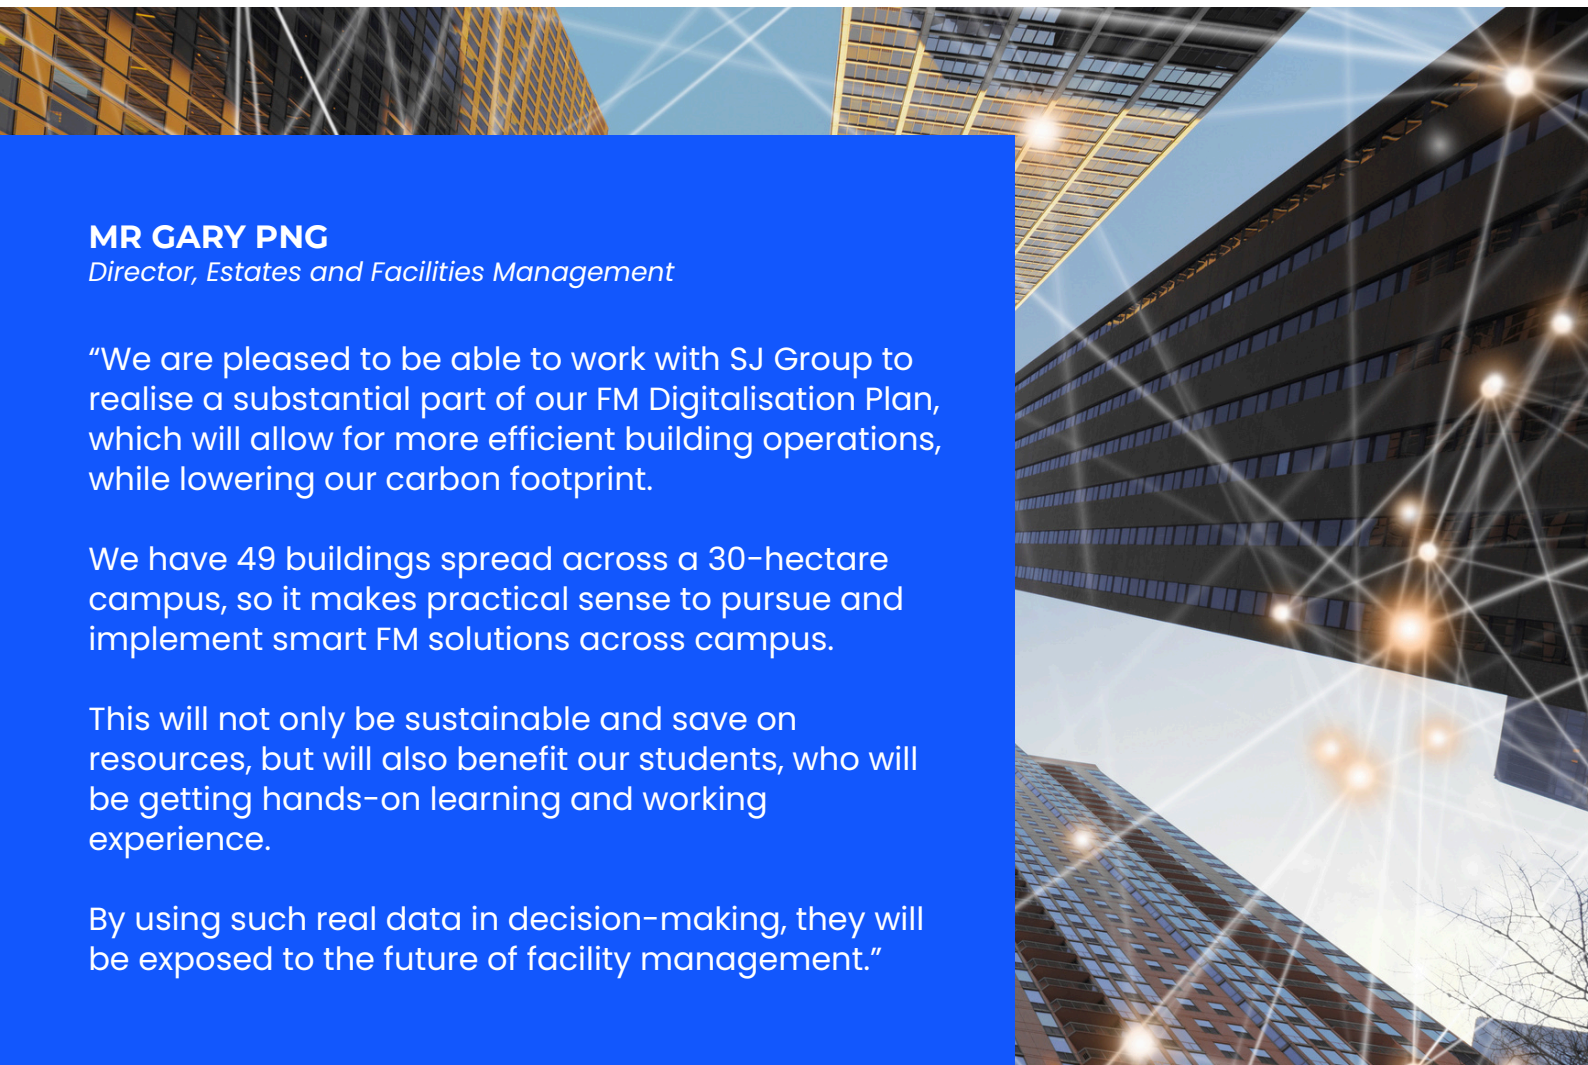 MR GARY PNG
Director, Estates and Facilities Management
“We are pleased to be able to work with SJ Group to
realise a substantial part of our FM Digitalisation Plan,
which will allow for more efficient building operations,
while lowering our carbon footprint.
We have 49 buildings spread across a 30-hectare
campus, so it makes practical sense to pursue and
implement smart FM solutions across campus.
This will not only be sustainable and save on
resources, but will also benefit our students, who will
be getting hands-on learning and working
experience.
By using such real data in decision-making, they will
be exposed to the future of facility management.”